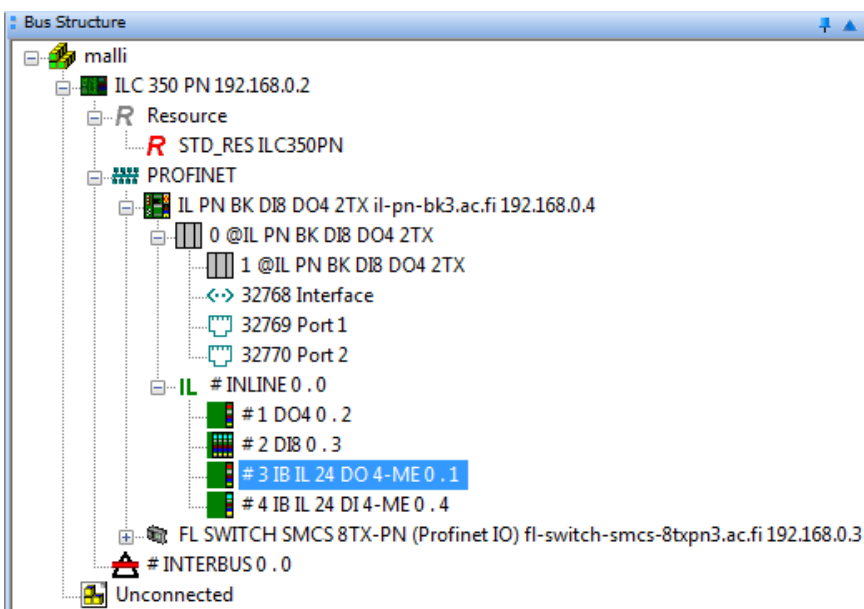 Bus Structure
malli
ILC 350 PN 192.168.0.2
R Resource
R STD_RES ILC350PN
PROFINET
IL PN BK DI8 DO4 2TX il-pn-bk3.ac.fi 192.168.0.4
0 @IL PN BK DI8 DO4 2TX
1 @IL PN BK DI8 DO4 2TX
32768 Interface
32769 Port 1
32770 Port 2
IL # INLINE 0 . 0
# 1 DO4 0 . 2
# 2 DI8 0 . 3
# 3 IB IL 24 DO 4-ME 0 . 1
# 4 IB IL 24 DI 4-ME 0 . 4
FL SWITCH SMCS 8TX-PN (Profinet IO) fl-switch-smcs-8txpn3.ac.fi 192.168.0.3
# INTERBUS 0 . 0
Unconnected